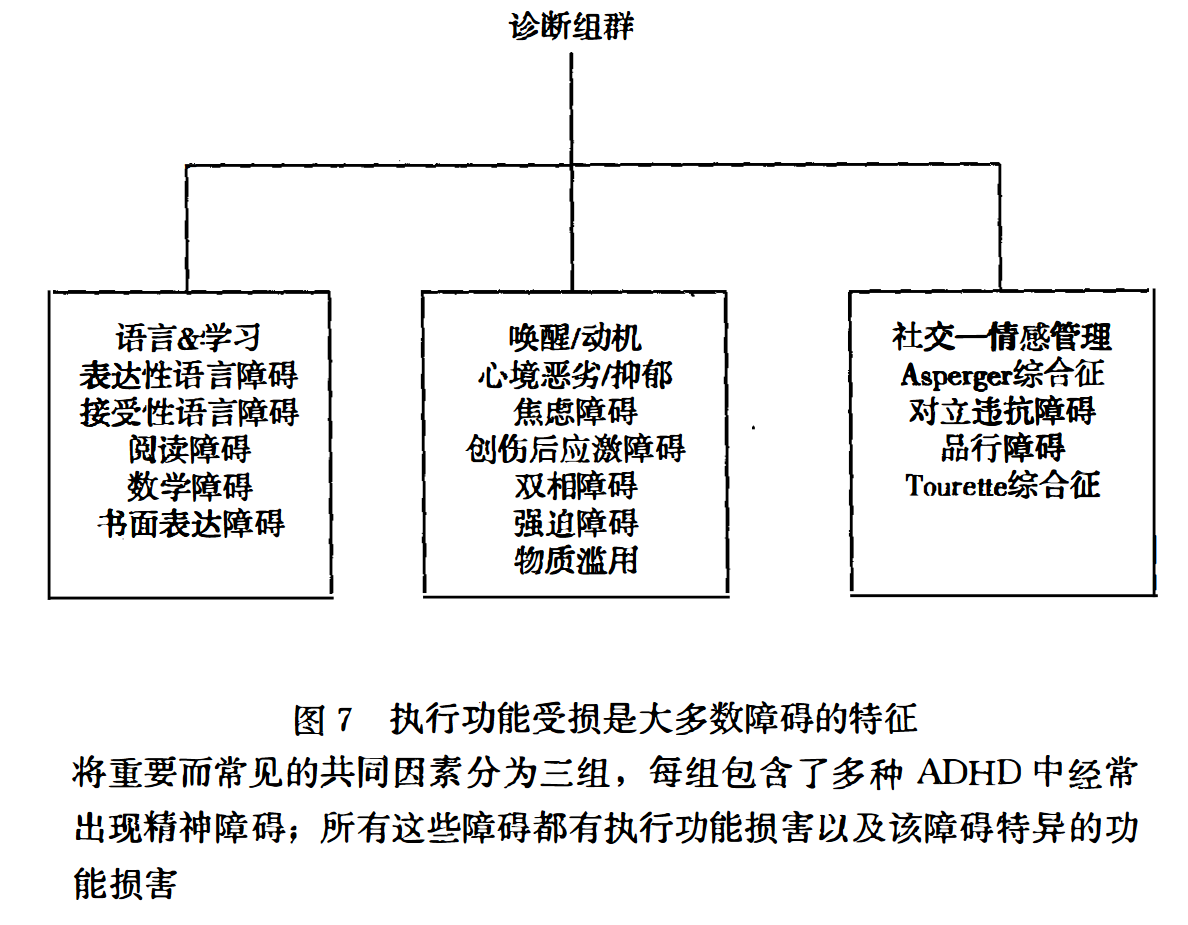 诊断组群
语言&学习
表达性语言障碍
接受性语言障碍
阅读障碍
数学障碍
书面表达障碍
唤醒/动机
心境恶劣/抑郁
焦虑障碍
创伤后应激障碍
双相障碍
强迫障碍
物质滥用
社交—情感管理
Asperger综合征
对立违抗障碍
品行障碍
Tourette综合征
图 7 执行功能受损是大多数障碍的特征
将重要而常见的共同因素分为三组，每组包含了多种 ADHD 中经常
出现精神障碍；所有这些障碍都有执行功能损害以及该障碍特异的功
能损害